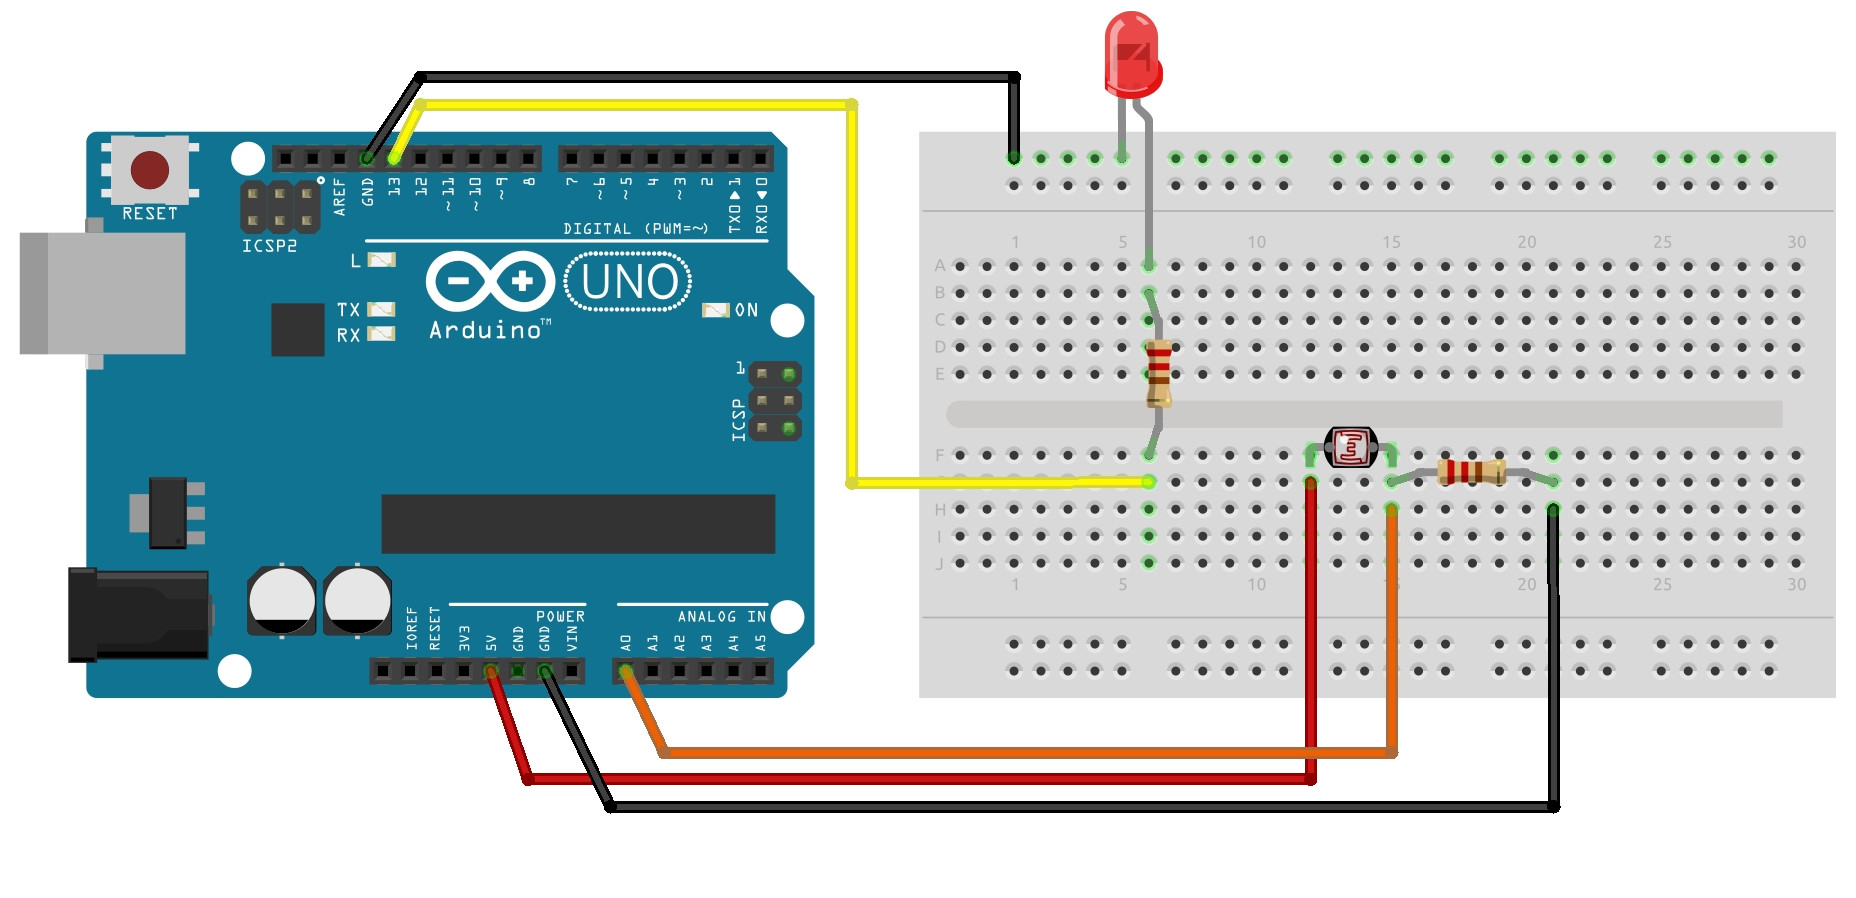 RESET
ICSP2
AREF
GND
13
12
~11
~10
~9
8
7
~6
~5
4
~3
2
TX0▶1
RX0◀0
DIGITAL (PWM=~)
L
TX
RX
UNO
Arduino™
ON
1
ICSP
IOREF
RESET
3V3
5V
GND
GND
VIN
POWER
ANALOG IN
A0
A1
A2
A3
A4
A5
1 5 10 15 20 25 30
A
B
C
D
E
F
H
I
J
1 5 10 15 20 25 30